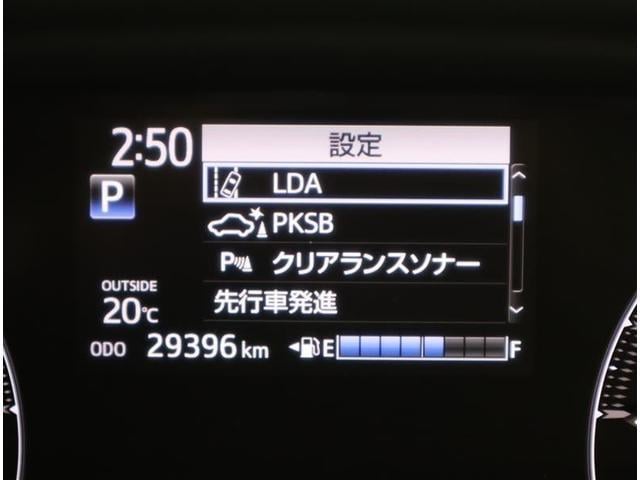 2:50
設定
P
LDA
PKSB
P クリアランスソナー
先行車発進
OUTSIDE
20℃
ODO 29396 km
E F